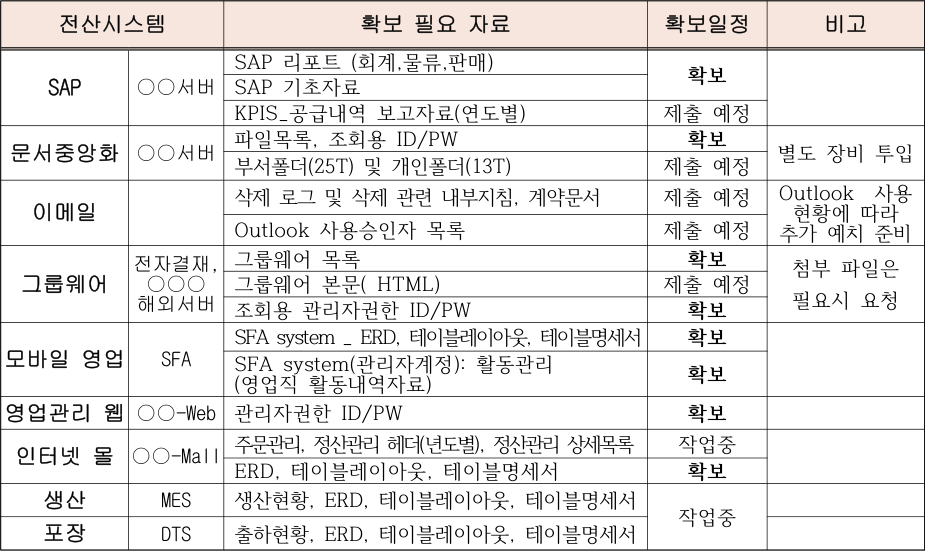 전산시스템 확보 필요 자료 확보일정 비고
SAP ○○서버 SAP 리포트 (회계,물류,판매) 확보
SAP 기초자료
KPIS_공급내역 보고자료(연도별) 제출 예정
문서중앙화 ○○서버 파일목록, 조회용 ID/PW 확보 별도 장비 투입
부서폴더(25T) 및 개인폴더(13T) 제출 예정
이메일 삭제 로그 및 삭제 관련 내부지침, 계약문서 제출 예정 Outlook 사용
현황에 따라
추가 예치 준비
Outlook 사용승인자 목록 제출 예정
그룹웨어 전자결재,
○○○
해외서버
그룹웨어 목록 확보 첨부 파일은
필요시 요청
그룹웨어 본문( HTML) 제출 예정
조회용 관리자권한 ID/PW 확보
모바일 영업 SFA SFA system _ ERD, 테이블레이아웃, 테이블명세서 확보
SFA system(관리자계정): 활동관리
(영업직 활동내역자료) 확보
영업관리 웹 ○○-Web 관리자권한 ID/PW 확보
인터넷 몰 ○○-Mall 주문관리, 정산관리 헤더(년도별), 정산관리 상세목록 작업중
ERD, 테이블레이아웃, 테이블명세서 확보
생산 MES 생산현황, ERD, 테이블레이아웃, 테이블명세서 작업중
포장 DTS 출하현황, ERD, 테이블레이아웃, 테이블명세서